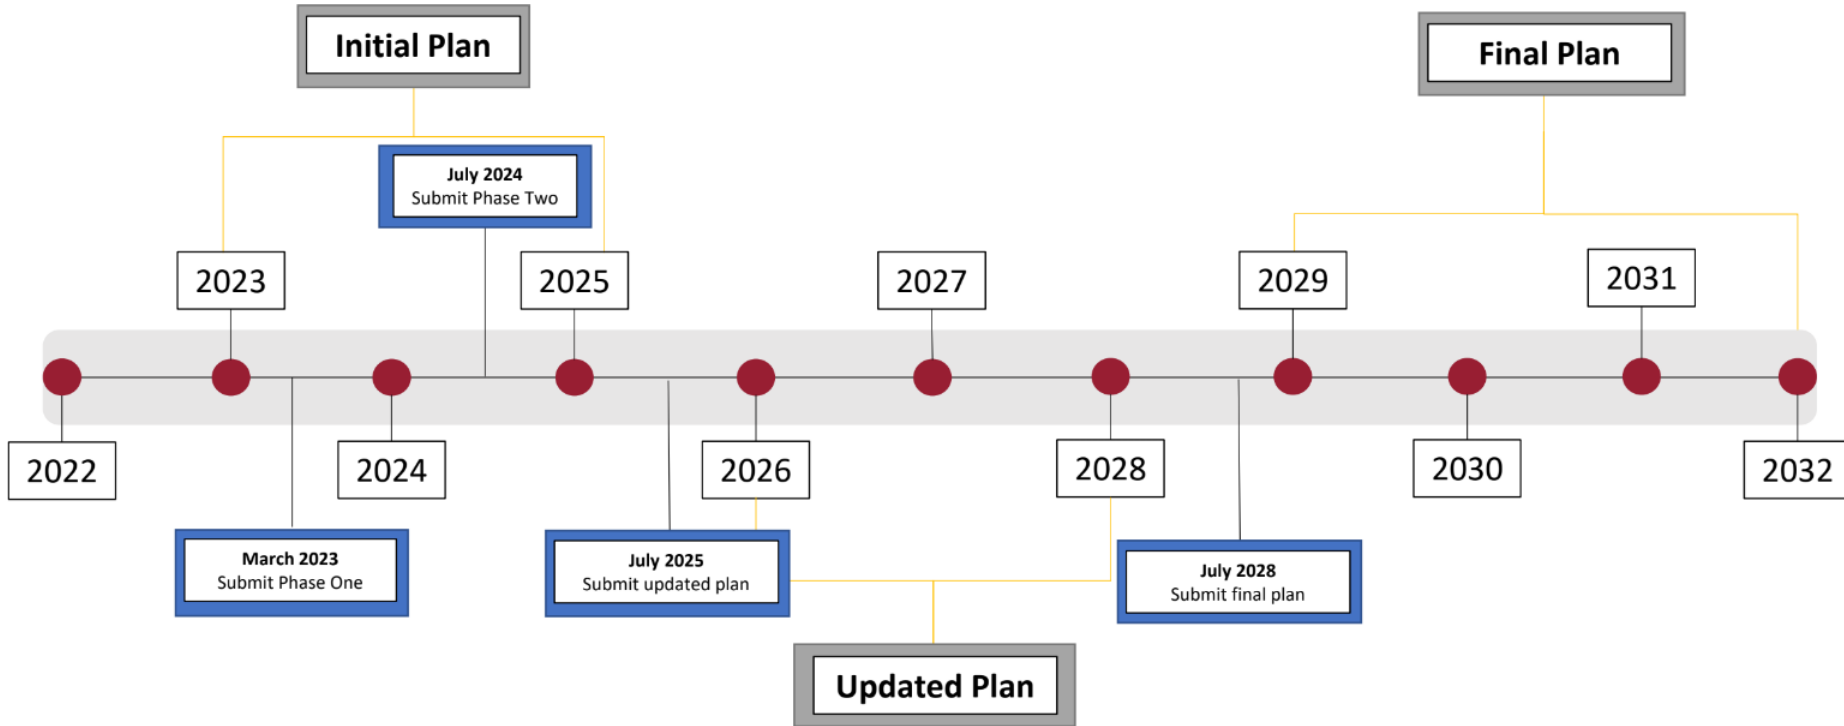 Initial Plan
Final Plan
July 2024
Submit Phase Two
2023
2025
2027
2029
2031
2022
2024
2026
2028
2030
2032
March 2023
Submit Phase One
July 2025
Submit updated plan
July 2028
Submit final plan
Updated Plan